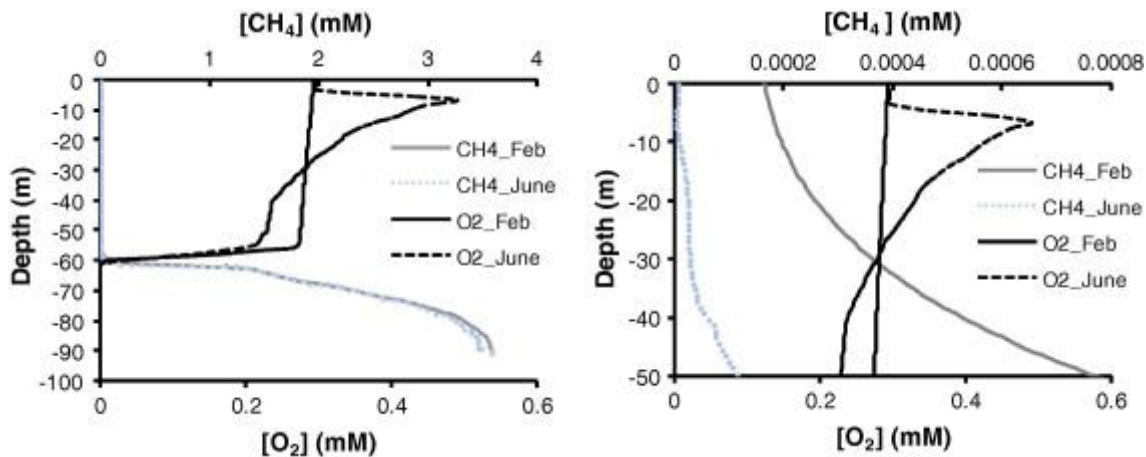 [CH₄] (mM)
0 1 2 3 4
0
-10
-20
-30
-40
-50
-60
-70
-80
-90
-100
Depth (m)
CH4_Feb
CH4_June
O2_Feb
O2_June
0 0.2 0.4 0.6
[O₂] (mM)
[CH₄] (mM)
0 0.0002 0.0004 0.0006 0.0008
0
-10
-20
-30
-40
-50
Depth (m)
CH4_Feb
CH4_June
O2_Feb
O2_June
0.2 0.4 0.6
[O₂] (mM)